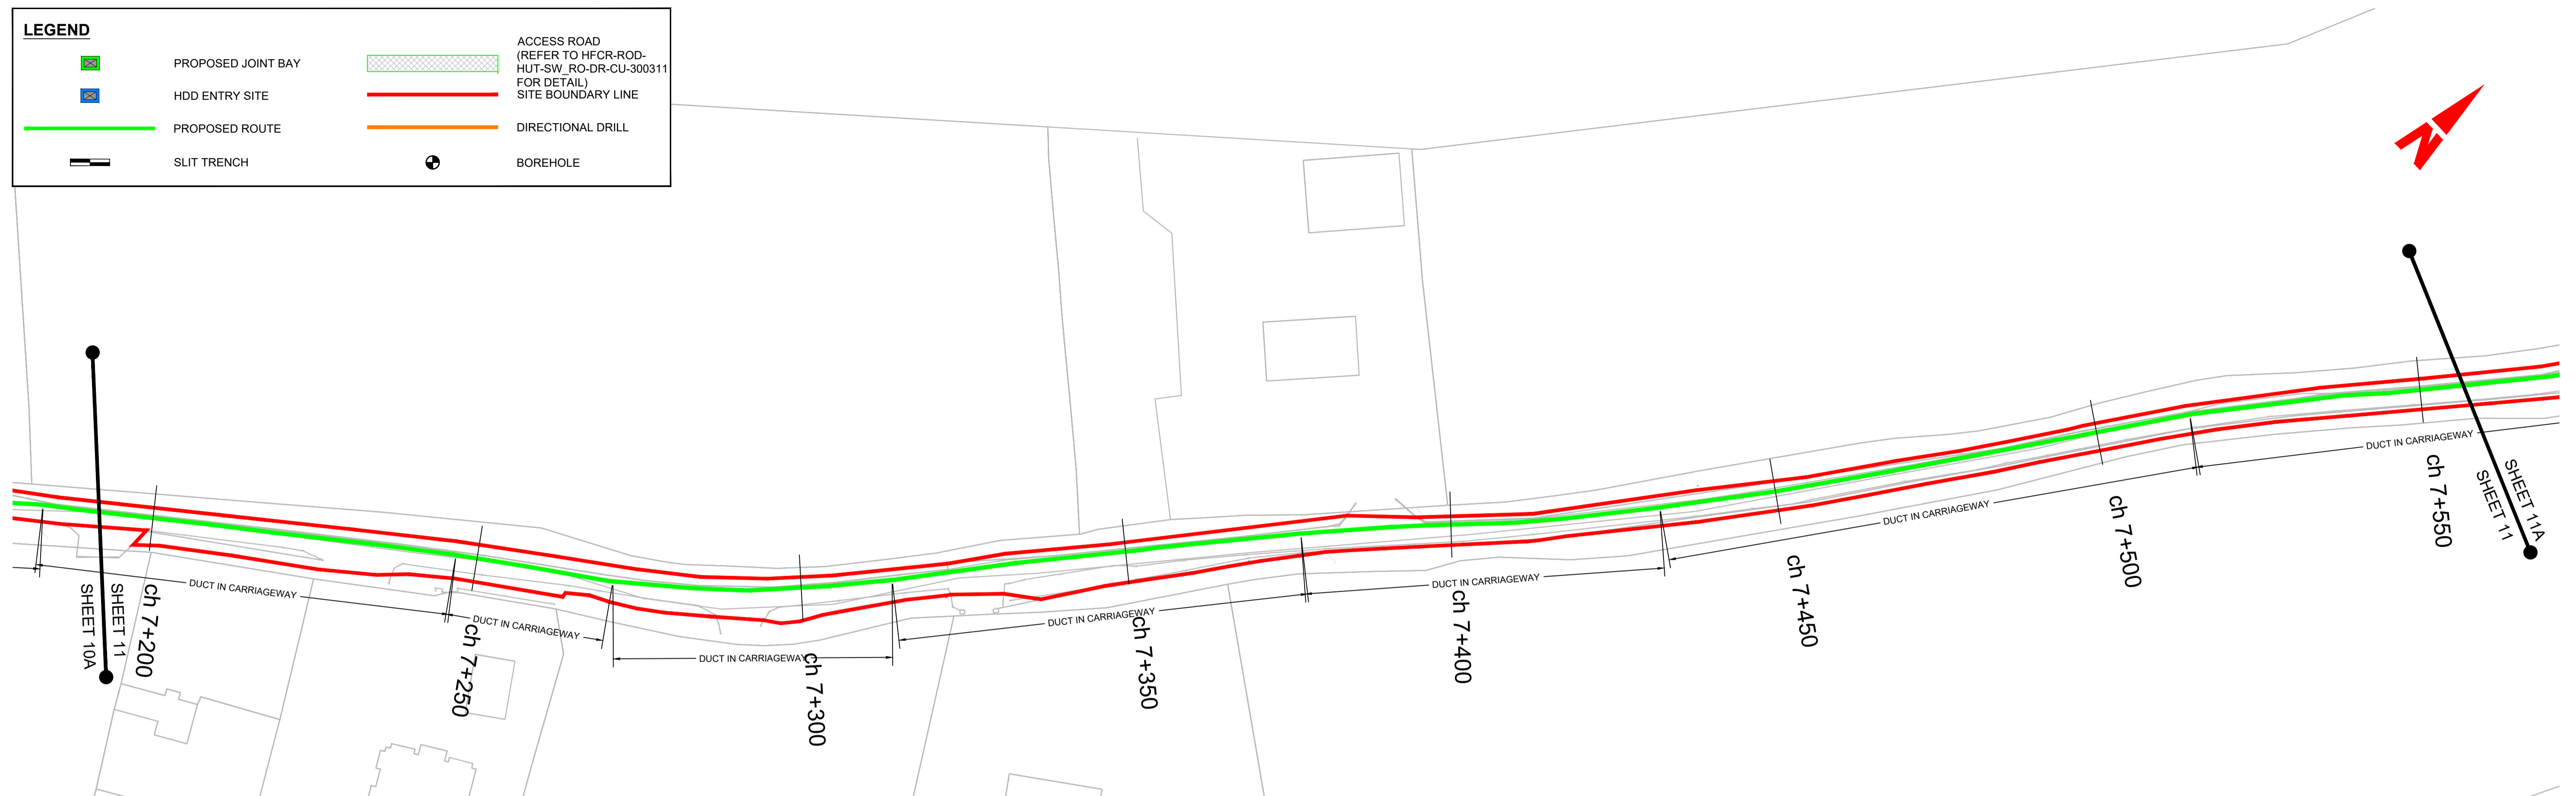 LEGEND
PROPOSED JOINT BAY
HDD ENTRY SITE
PROPOSED ROUTE
SLIT TRENCH
ACCESS ROAD
(REFER TO HFCR-ROD-
HUT-SW_RO-DR-CU-300311
FOR DETAIL)
SITE BOUNDARY LINE
DIRECTIONAL DRILL
BOREHOLE
N
SHEET 10A
SHEET 11
ch 7+200
DUCT IN CARRIAGEWAY
ch 7+250
DUCT IN CARRIAGEWAY
DUCT IN CARRIAGEWAY
ch 7+300
DUCT IN CARRIAGEWAY
ch 7+350
DUCT IN CARRIAGEWAY
ch 7+400
ch 7+450
DUCT IN CARRIAGEWAY
ch 7+500
DUCT IN CARRIAGEWAY
ch 7+550
SHEET 11
SHEET 11A